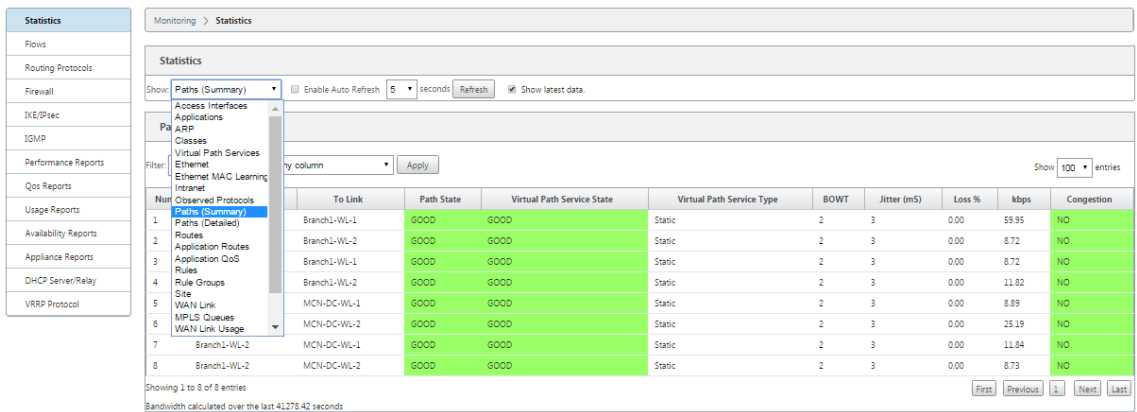 Statistics
Flows
Routing Protocols
Firewall
IKE/IPsec
IGMP
Performance Reports
Qos Reports
Usage Reports
Availability Reports
Appliance Reports
DHCP Server/Relay
VRRP Protocol
Monitoring > Statistics
Statistics
Show: Paths (Summary) Enable Auto Refresh 5 seconds Refresh Show latest data.
Access Interfaces
Applications
ARP
Classes
Virtual Path Services
Ethernet
Ethernet MAC Learning
Intranet
Observed Protocols
Paths (Summary)
Paths (Detailed)
Routes
Application Routes
Application QoS
Rules
Rule Groups
Site
WAN Link
MPLS Queues
WAN Link Usage
Pa
Filter: ny column Apply Show 100 entries
Num To Link Path State Virtual Path Service State Virtual Path Service Type BOWT Jitter (mS) Loss % kbps Congestion
1 Branch1-WL-1 GOOD GOOD Static 2 3 0.00 59.95 NO
2 Branch1-WL-2 GOOD GOOD Static 2 3 0.00 8.72 NO
3 Branch1-WL-1 GOOD GOOD Static 2 3 0.00 8.72 NO
4 Branch1-WL-2 GOOD GOOD Static 2 3 0.00 11.82 NO
5 MCN-DC-WL-1 GOOD GOOD Static 2 3 0.00 8.89 NO
6 MCN-DC-WL-2 GOOD GOOD Static 2 3 0.00 25.19 NO
7 Branch1-WL-2 MCN-DC-WL-1 GOOD GOOD Static 2 3 0.00 11.84 NO
8 Branch1-WL-2 MCN-DC-WL-2 GOOD GOOD Static 2 3 0.00 8.73 NO
Showing 1 to 8 of 8 entries First Previous 1 Next Last
Bandwidth calculated over the last 41278.42 seconds